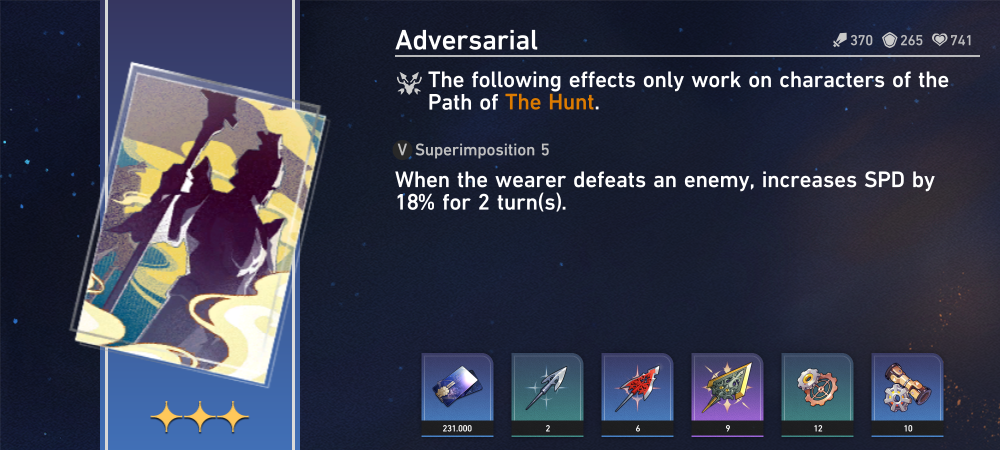 Adversarial
370 265 741
The following effects only work on characters of the
Path of The Hunt.
V Superimposition 5
When the wearer defeats an enemy, increases SPD by
18% for 2 turn(s).
231.000 2 6 9 12 10